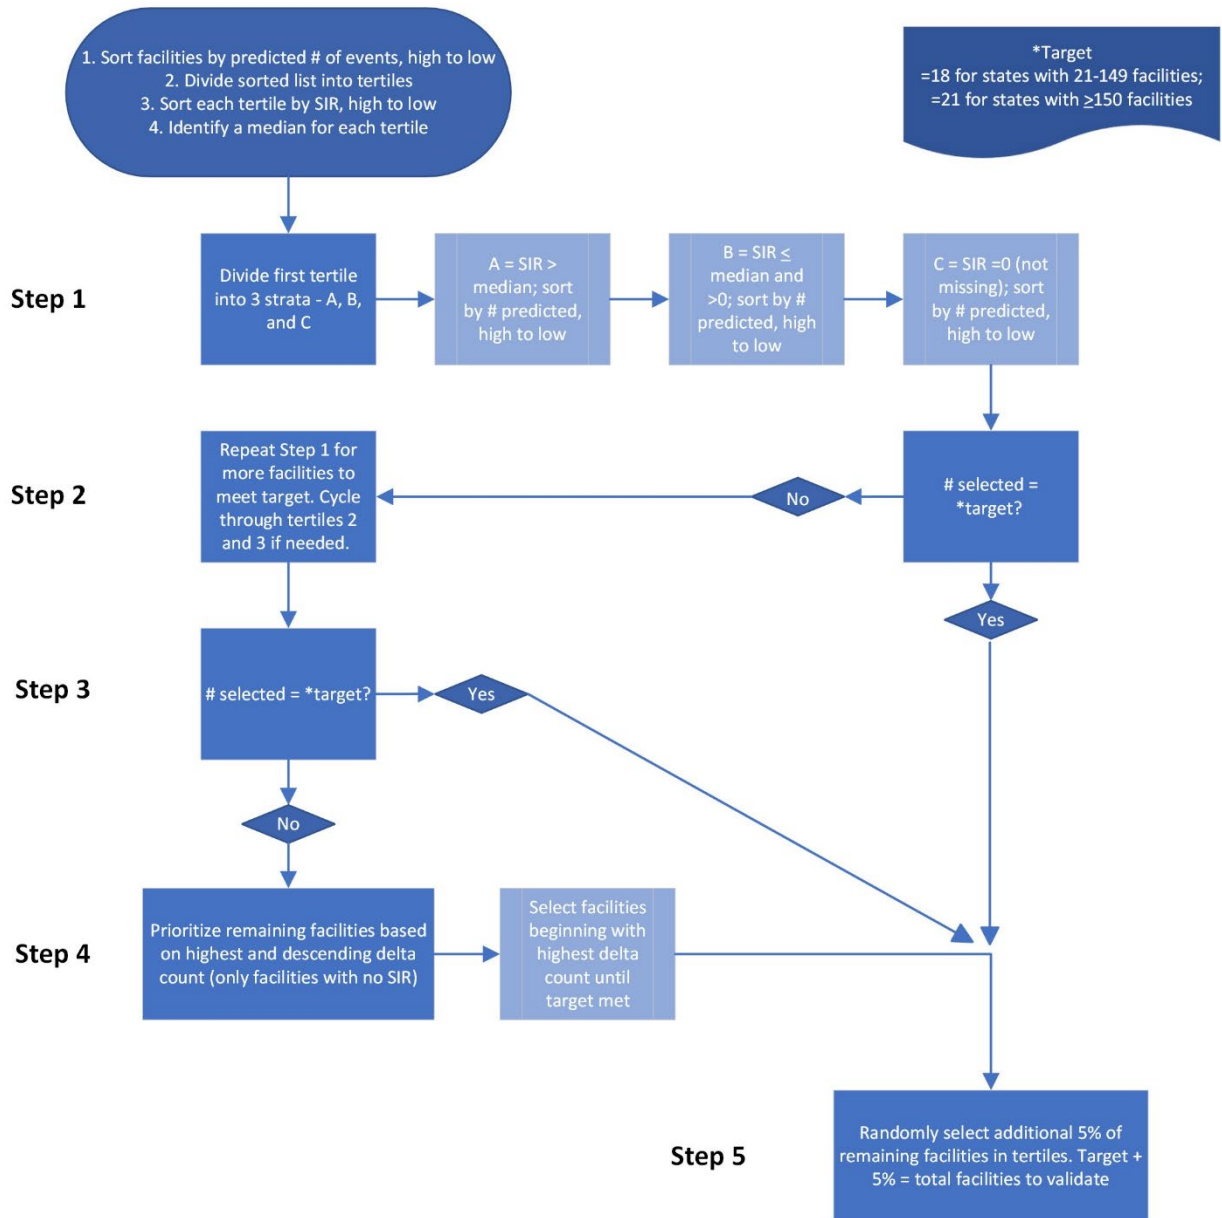 1. Sort facilities by predicted # of events, high to low
2. Divide sorted list into tertiles
3. Sort each tertile by SIR, high to low
4. Identify a median for each tertile
*Target
=18 for states with 21-149 facilities;
=21 for states with ≥150 facilities
Step 1
Divide first tertile
into 3 strata - A, B,
and C
A = SIR >
median; sort
by # predicted,
high to low
B = SIR ≤
median and
>0; sort by #
predicted, high
to low
C = SIR =0 (not
missing); sort
by # predicted,
high to low
Step 2
Repeat Step 1 for
more facilities to
meet target. Cycle
through tertiles 2
and 3 if needed.
No
# selected =
*target?
Yes
Step 3
# selected = *target?
Yes
No
Step 4
Prioritize remaining facilities based
on highest and descending delta
count (only facilities with no SIR)
Select facilities
beginning with
highest delta
count until
target met
Step 5
Randomly select additional 5% of
remaining facilities in tertiles. Target +
5% = total facilities to validate